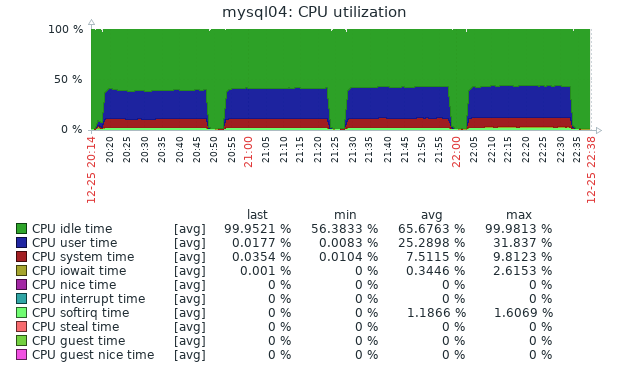 mysql04: CPU utilization
100 %
50 %
0 %
12-25 20:14
20:20
20:25
20:30
20:35
20:40
20:45
20:50
20:55
21:00
21:05
21:10
21:15
21:20
21:25
21:30
21:35
21:40
21:45
21:50
21:55
22:00
22:05
22:10
22:15
22:20
22:25
22:30
22:35
12-25 22:38
last min avg max
CPU idle time [avg] 99.9521 % 56.3833 % 65.6763 % 99.9813 %
CPU user time [avg] 0.0177 % 0.0083 % 25.2898 % 31.837 %
CPU system time [avg] 0.0354 % 0.0104 % 7.5115 % 9.8123 %
CPU iowait time [avg] 0.001 % 0 % 0.3446 % 2.6153 %
CPU nice time [avg] 0 % 0 % 0 % 0 %
CPU interrupt time [avg] 0 % 0 % 0 % 0 %
CPU softirq time [avg] 0 % 0 % 1.1866 % 1.6069 %
CPU steal time [avg] 0 % 0 % 0 % 0 %
CPU guest time [avg] 0 % 0 % 0 % 0 %
CPU guest nice time [avg] 0 % 0 % 0 % 0 %